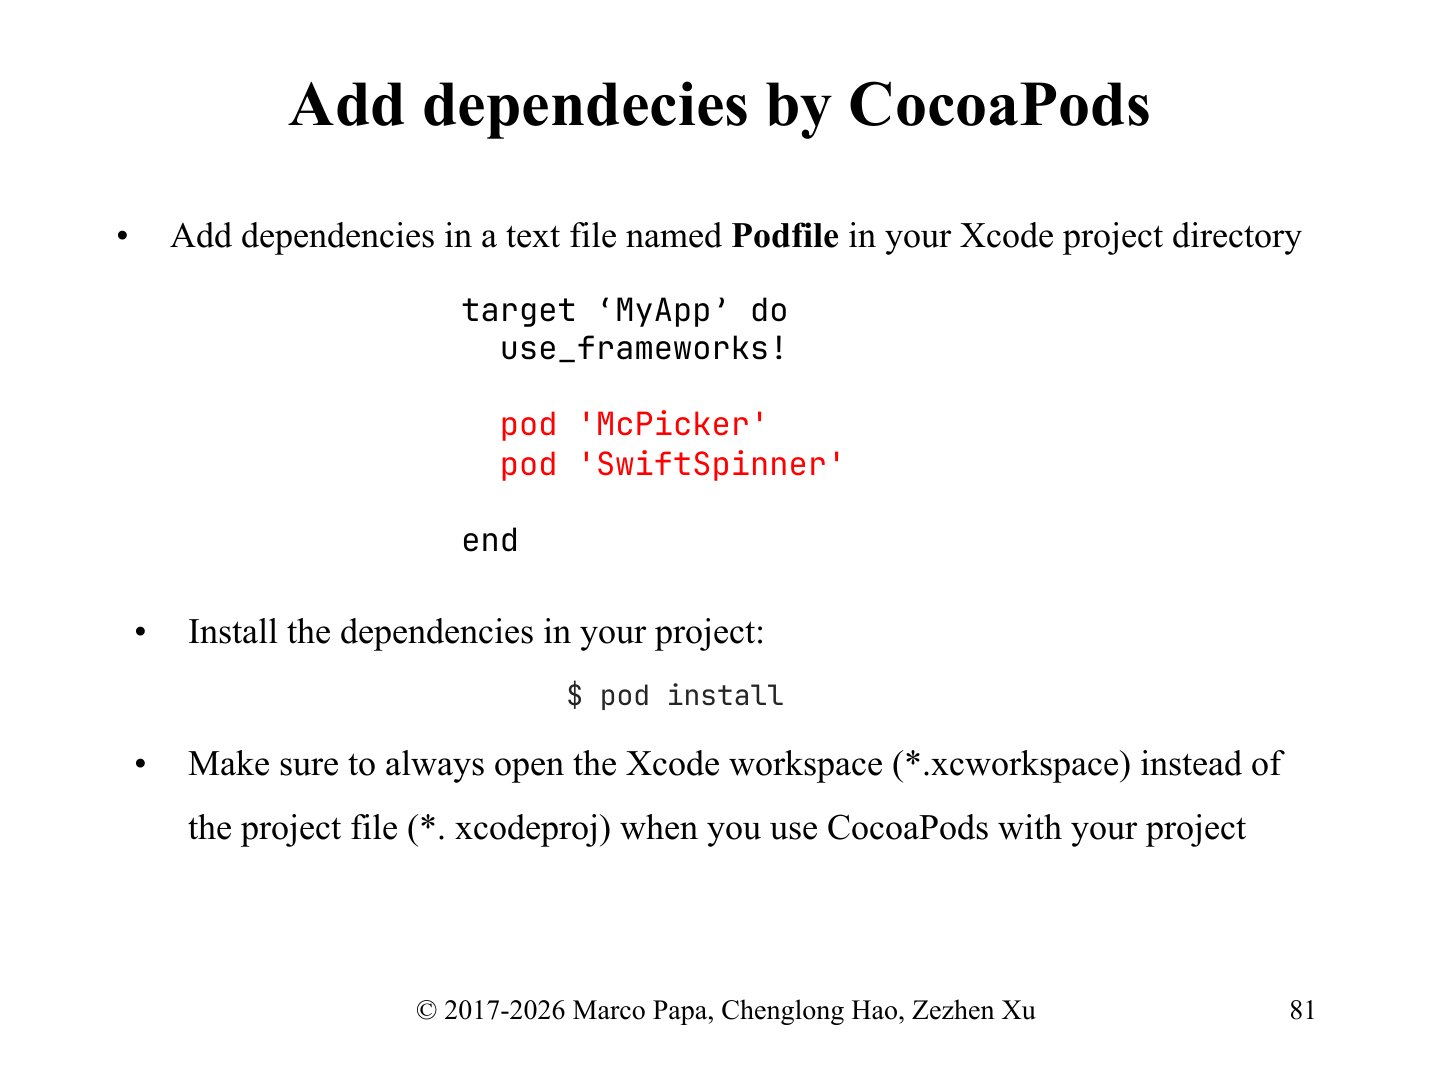 Add dependecies by CocoaPods
• Add dependencies in a text file named Podfile in your Xcode project directory
target ‘MyApp’ do
  use_frameworks!
  pod 'McPicker'
  pod 'SwiftSpinner'
end
• Install the dependencies in your project:
$ pod install
• Make sure to always open the Xcode workspace (*.xcworkspace) instead of
the project file (*. xcodeproj) when you use CocoaPods with your project
© 2017-2026 Marco Papa, Chenglong Hao, Zezhen Xu 81